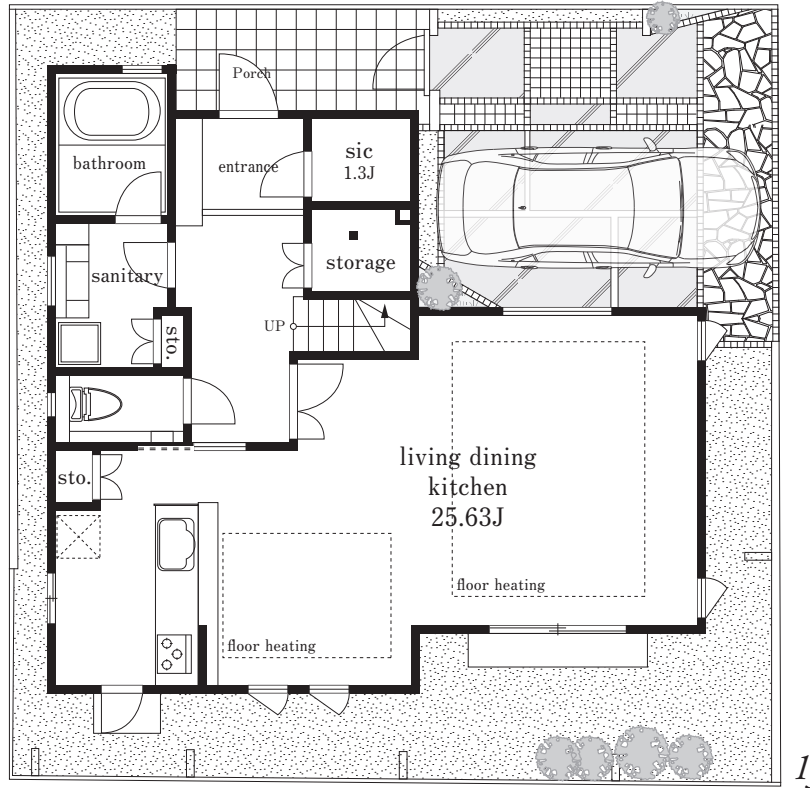 Porch
bathroom
entrance
sic
1.3J
sanitary
storage
UP
sto.
living dining
kitchen
25.63J
sto.
floor heating
floor heating